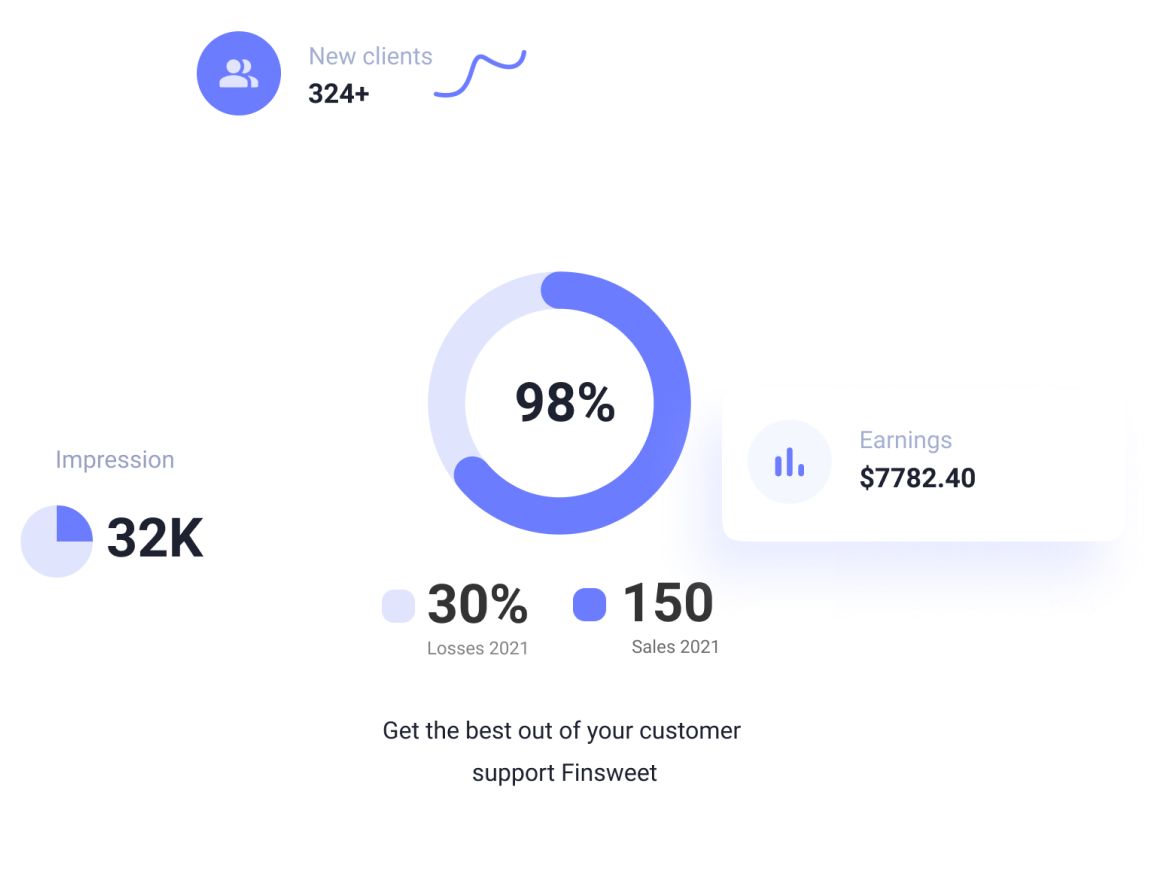 New clients
324+
98%
Earnings
$7782.40
Impression
32K
30%
Losses 2021
150
Sales 2021
Get the best out of your customer
support Finsweet